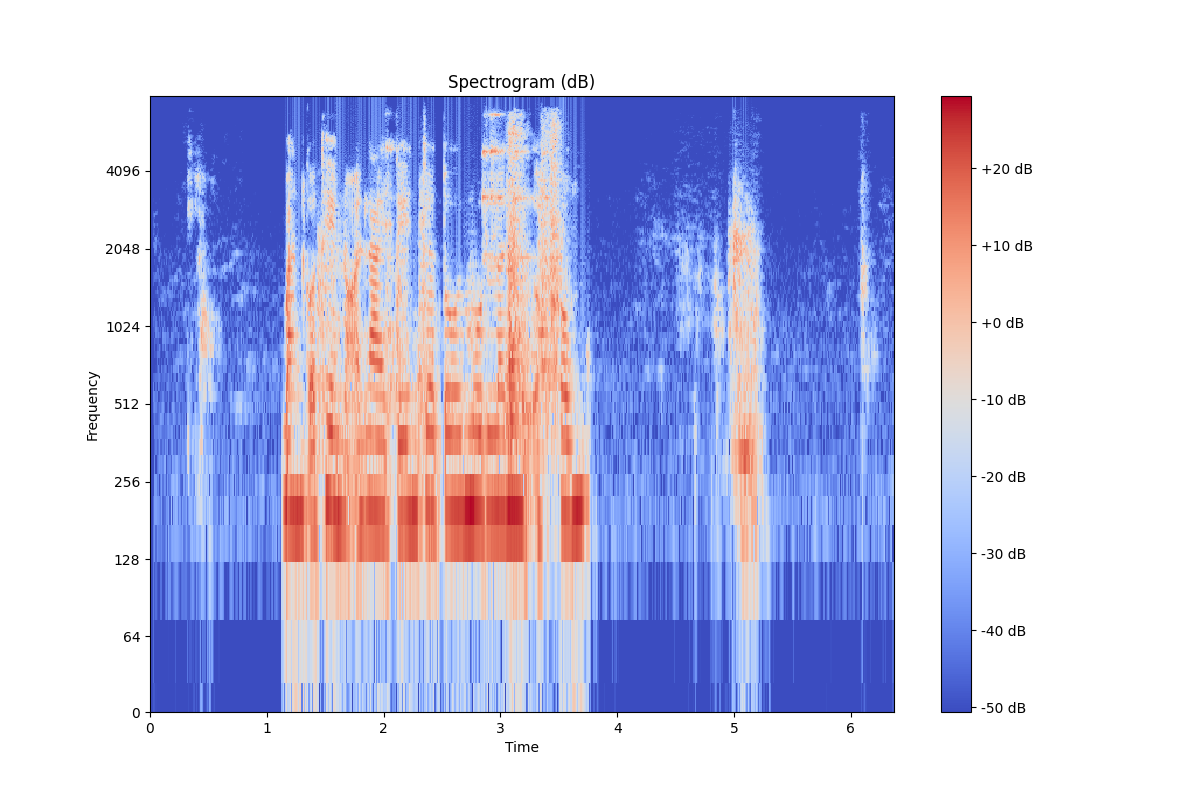 Spectrogram (dB)
Frequency
4096
2048
1024
512
256
128
64
0
0 1 2 3 4 5 6
Time
+20 dB
+10 dB
+0 dB
-10 dB
-20 dB
-30 dB
-40 dB
-50 dB